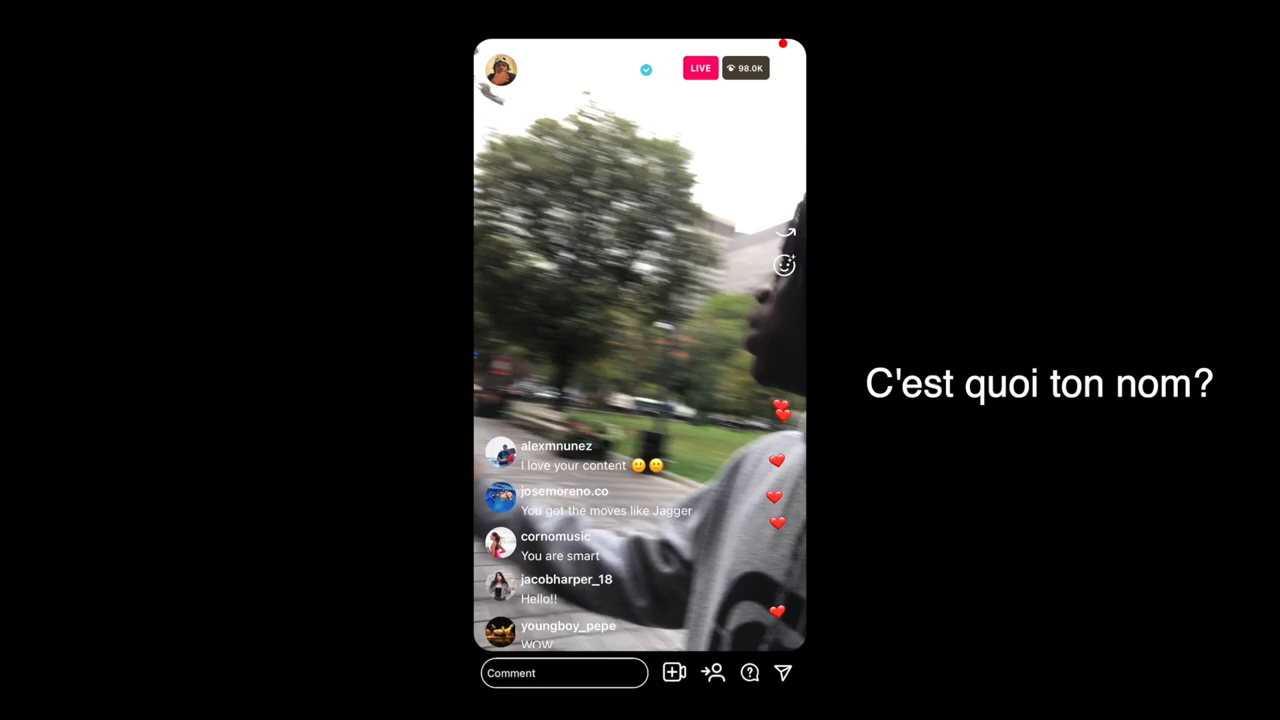 LIVE
98.0K
C'est quoi ton nom?
alexmnunez
I love your content 🙂 🙂
josemoreno.co
You got the moves like Jagger
cornomusic
You are smart
jacobharper_18
Hello!!
youngboy_pepe
WOW
Comment